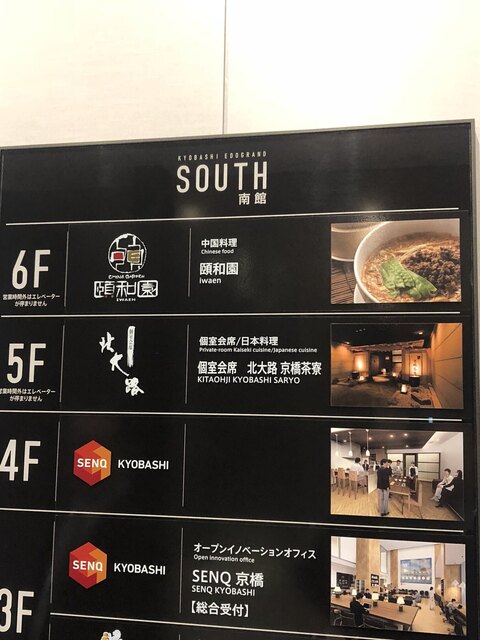 KYOBASHI EDOGRAND
SOUTH
南館
6F
営業時間外はエレベーター
が停まりません
CHINA GARDEN
頤和園
IWAEN
中国料理
Chinese food
頤和園
iwaen
5F
営業時間外はエレベーター
が停まりません
北大路
個室会席/日本料理
Private-room Kaiseki cuisine/Japanese cuisine
個室会席 北大路 京橋茶寮
KITAOHJI KYOBASHI SARYO
4F
SENQ KYOBASHI
3F
SENQ KYOBASHI
オープンイノベーションオフィス
Open innovation office
SENQ 京橋
SENQ KYOBASHI
【総合受付】